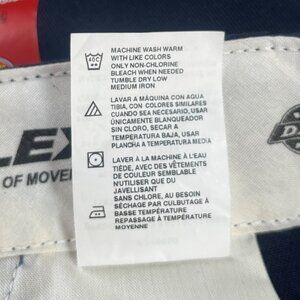 MACHINE WASH WARM
WITH LIKE COLORS
ONLY NON-CHLORINE
BLEACH WHEN NEEDED
TUMBLE DRY LOW
MEDIUM IRON
LAVAR A MÁQUINA CON AGUA
TIBIA, CON COLORES SIMILARES
CUANDO SEA NECESARIO, USAR
ÚNICAMENTE BLANQUEADOR
SIN CLORO, SECAR A
TEMPERATURA BAJA, USAR
PLANCHA A TEMPERATURA MEDIA
LAVER À LA MACHINE À L'EAU
TIÈDE, AVEC DES VÊTEMENTS
DE COULEUR SEMBLABLE
N'UTILISER QUE DU
JAVELLISANT
SANS CHLORE, AU BESOIN
SÉCHAGE PAR CULBUTAGE À
BASSE TEMPÉRATURE
REPASSAGE À TEMPÉRATURE
MOYENNE
40C
LEX
OF MOVE